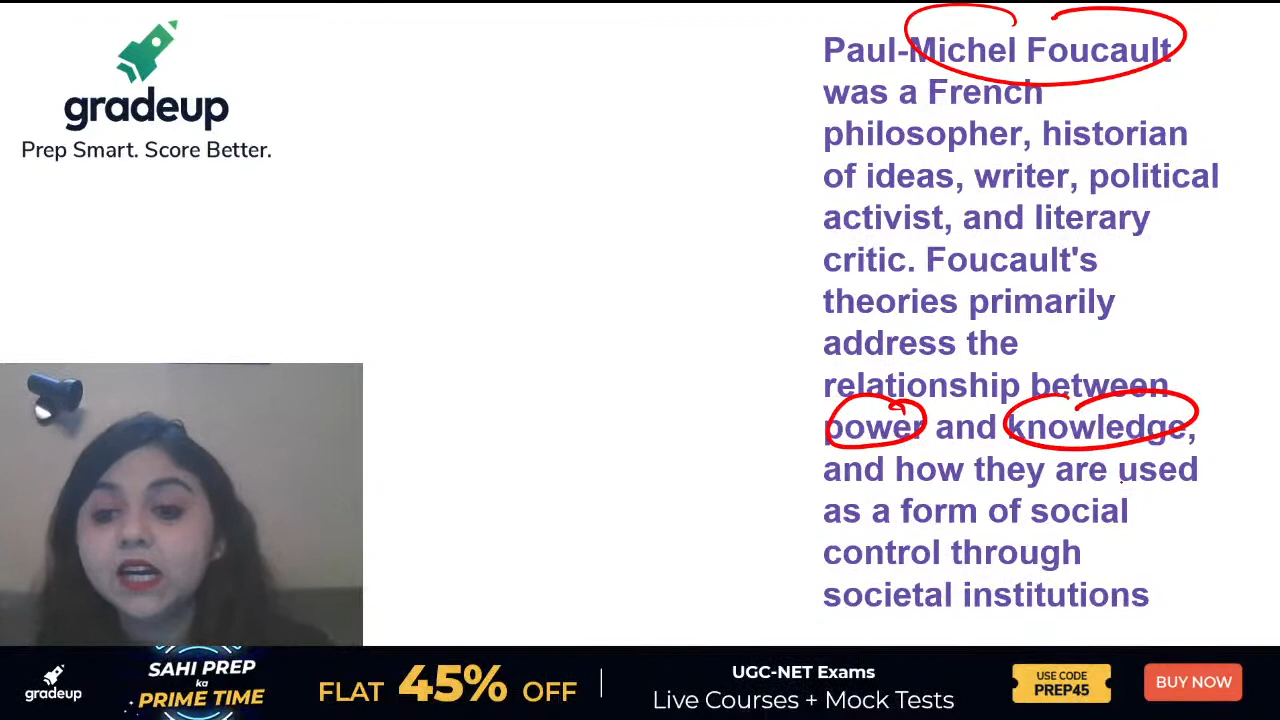 gradeup
Prep Smart. Score Better.
Paul-Michel Foucault
was a French
philosopher, historian
of ideas, writer, political
activist, and literary
critic. Foucault's
theories primarily
address the
relationship between
power and knowledge,
and how they are used
as a form of social
control through
societal institutions
gradeup
SAHI PREP
ka
PRIME TIME
FLAT 45% OFF
UGC-NET Exams
Live Courses + Mock Tests
USE CODE
PREP45
BUY NOW